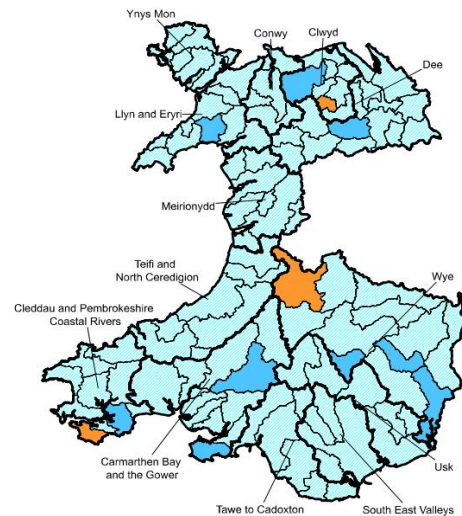 Ynys Mon
Conwy
Clwyd
Dee
Llyn and Eryri
Meirionydd
Teifi and
North Ceredigion
Wye
Cleddau and Pembrokeshire
Coastal Rivers
Carmarthen Bay
and the Gower
Usk
Tawe to Cadoxton
South East Valleys